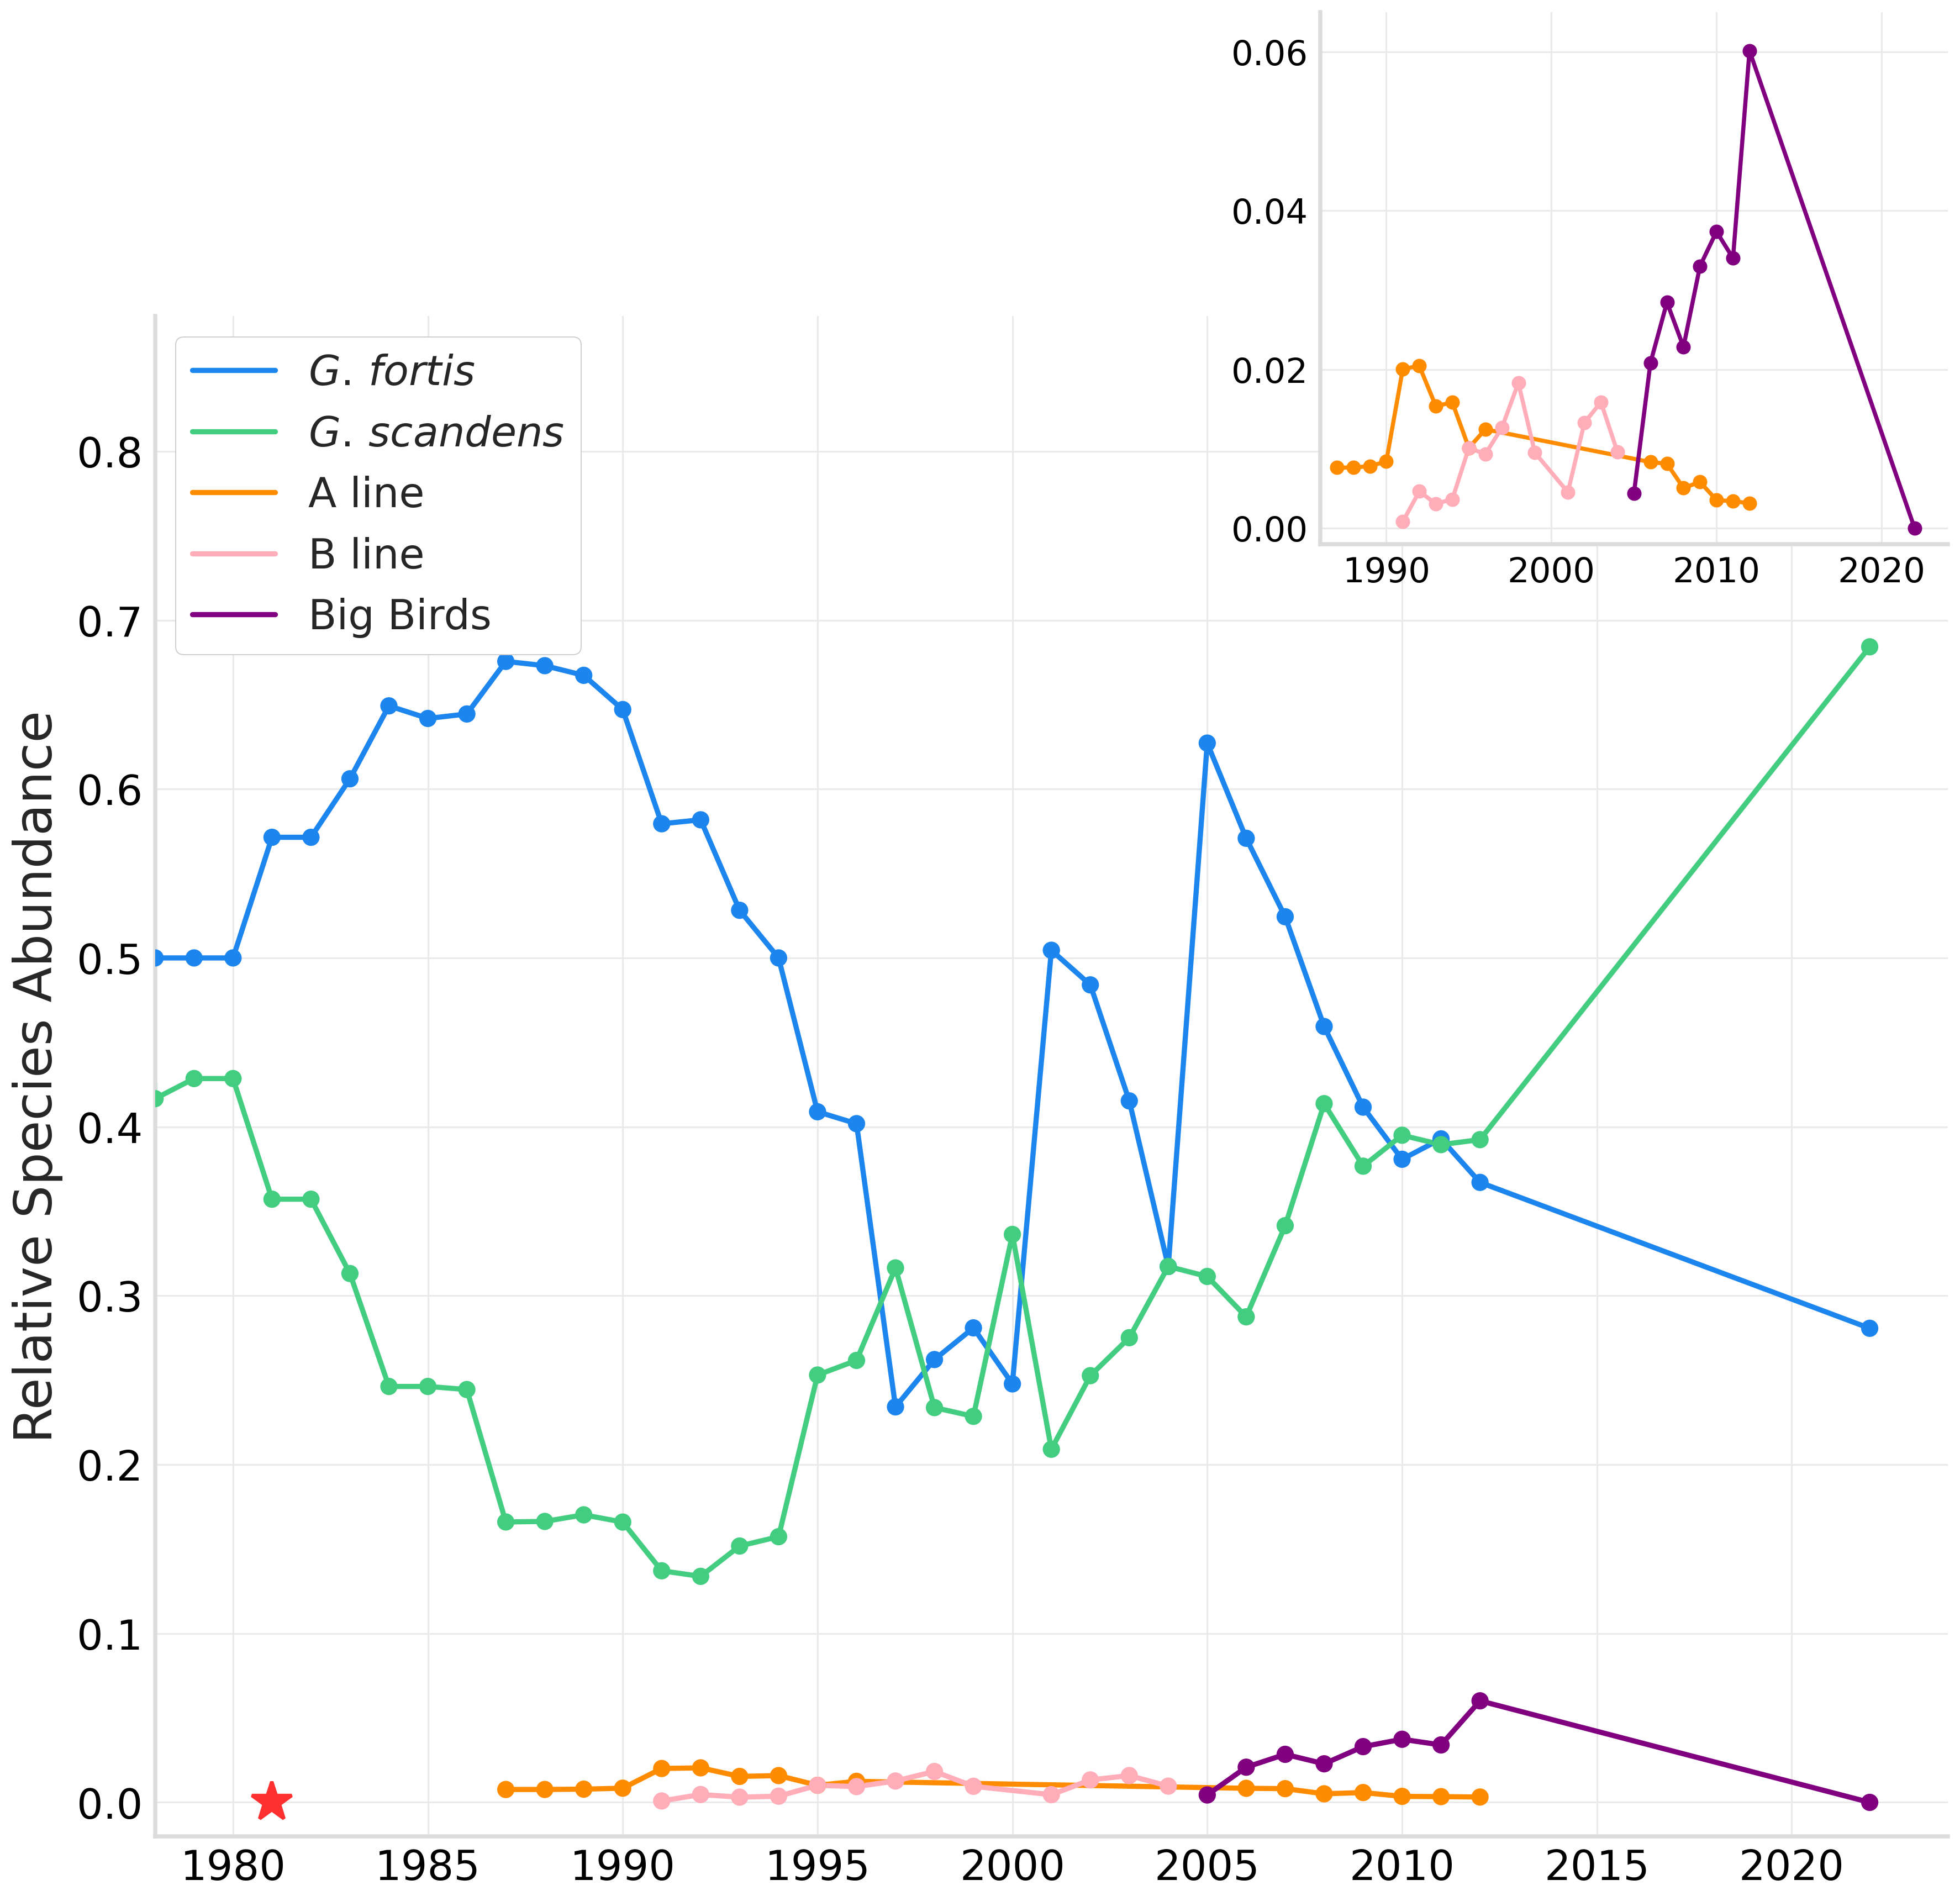 0.06
0.04
0.02
0.00
1990 2000 2010 2020
G. fortis
G. scandens
A line
B line
Big Birds
Relative Species Abundance
0.8
0.7
0.6
0.5
0.4
0.3
0.2
0.1
0.0
1980 1985 1990 1995 2000 2005 2010 2015 2020